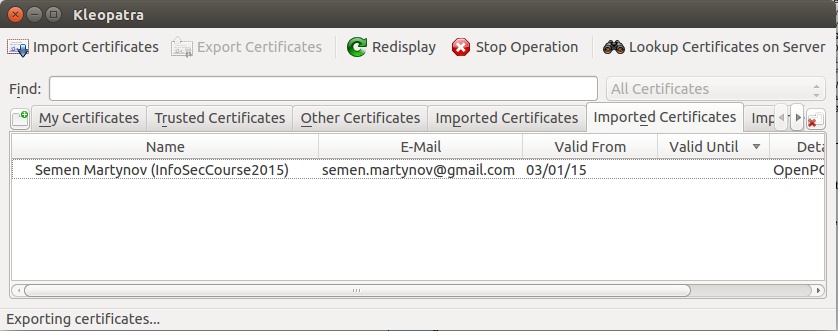 Kleopatra
Import Certificates Export Certificates Redisplay Stop Operation Lookup Certificates on Server
Find: All Certificates
My Certificates Trusted Certificates Other Certificates Imported Certificates Imported Certificates Imp
Name E-Mail Valid From Valid Until Deta
Semen Martynov (InfoSecCourse2015) semen.martynov@gmail.com 03/01/15 OpenPG
Exporting certificates...